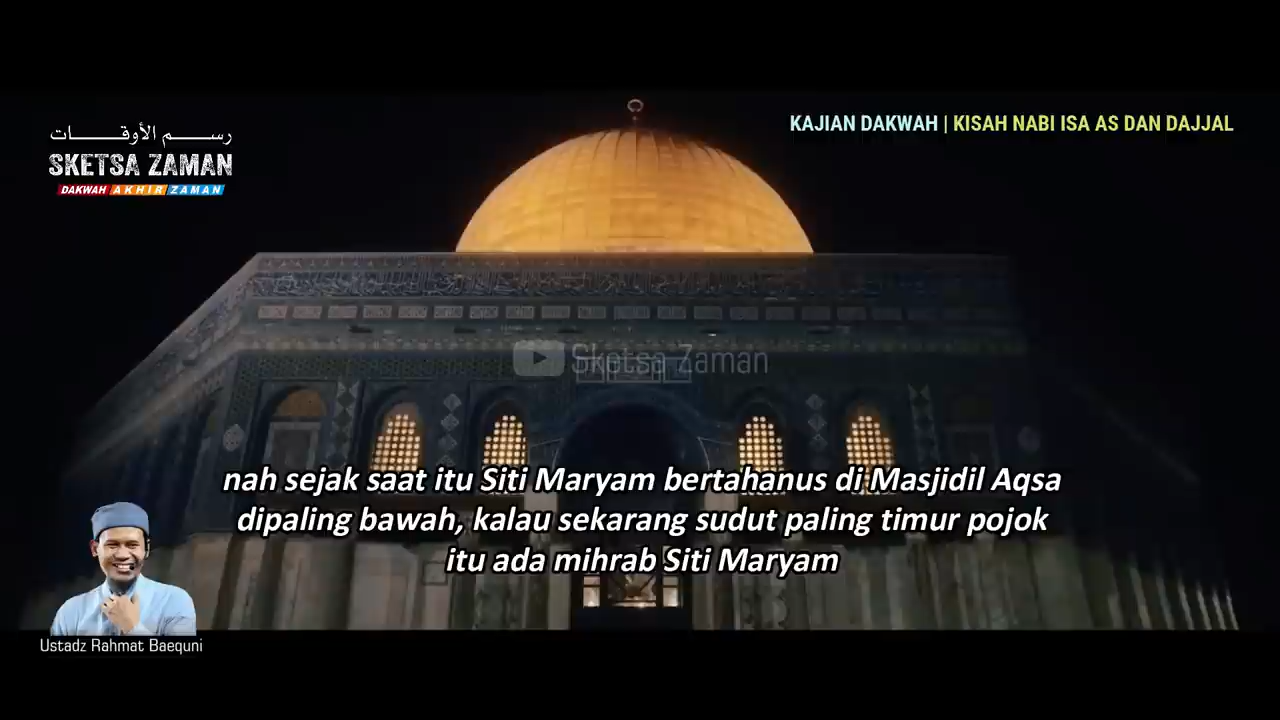 رسم الأوقات
SKETSA ZAMAN
DAKWAH AKHIR ZAMAN
KAJIAN DAKWAH | KISAH NABI ISA AS DAN DAJJAL
Sketsa Zaman
nah sejak saat itu Siti Maryam bertahanus di Masjidil Aqsa
dipaling bawah, kalau sekarang sudut paling timur pojok
itu ada mihrab Siti Maryam
Ustadz Rahmat Baequni